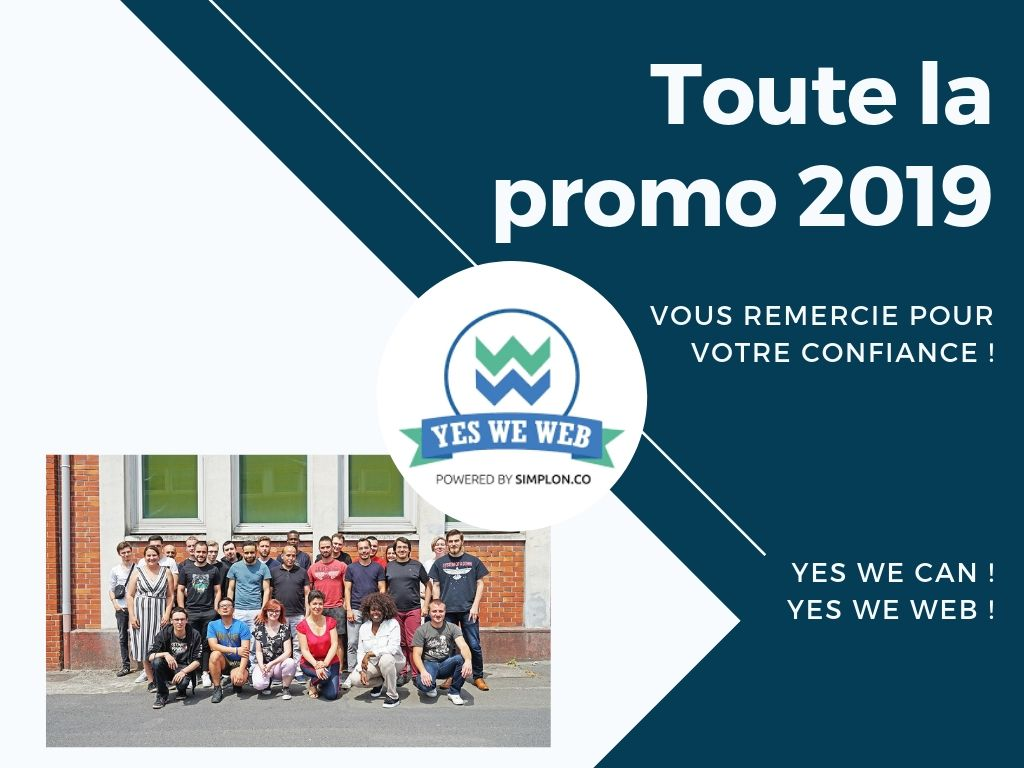 Toute la
promo 2019
VOUS REMERCIE POUR
VOTRE CONFIANCE !
YES WE WEB
POWERED BY SIMPLON.CO
YES WE CAN !
YES WE WEB !